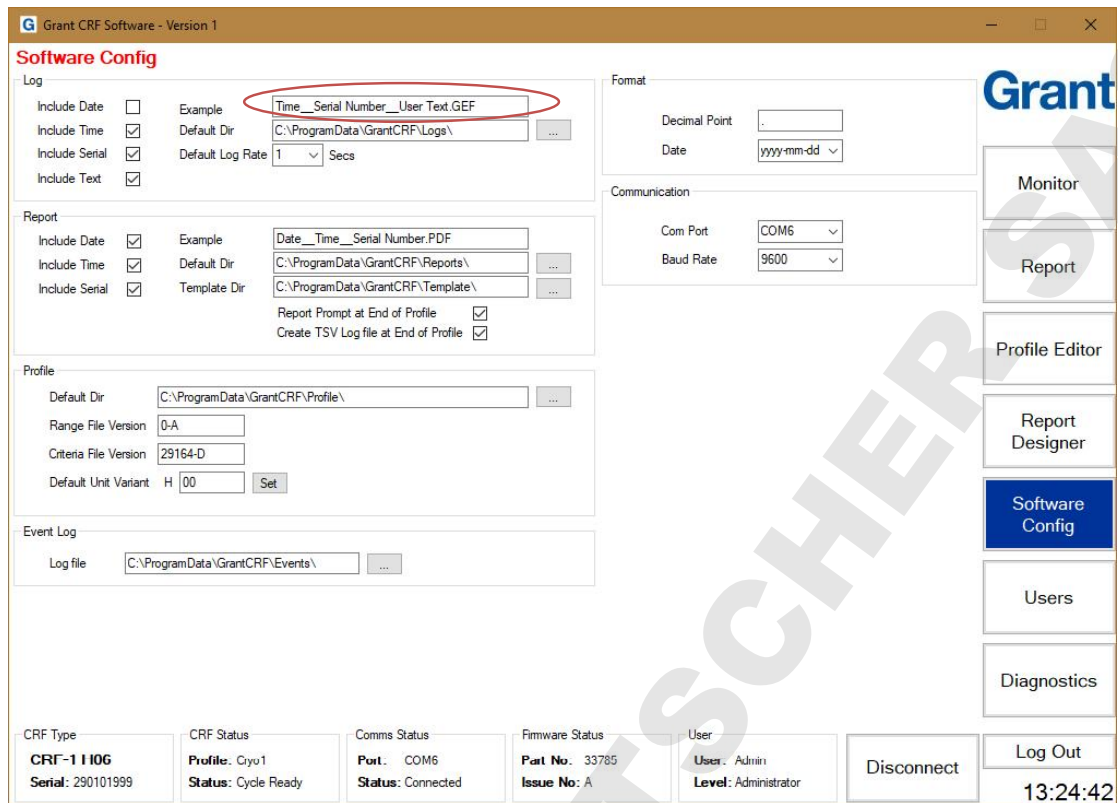 Grant CRF Software - Version 1
Software Config
Log
Include Date
Example Time__Serial Number__User Text.GEF
Include Time
Default Dir C:\ProgramData\GrantCRF\Logs\ ...
Include Serial
Default Log Rate 1 Secs
Include Text
Report
Include Date
Example Date__Time__Serial Number.PDF
Include Time
Default Dir C:\ProgramData\GrantCRF\Reports\ ...
Include Serial
Template Dir C:\ProgramData\GrantCRF\Template\ ...
Report Prompt at End of Profile
Create TSV Log file at End of Profile
Profile
Default Dir C:\ProgramData\GrantCRF\Profile\ ...
Range File Version 0-A
Criteria File Version 29164-D
Default Unit Variant H 00 Set
Event Log
Log file C:\ProgramData\GrantCRF\Events\ ...
Format
Decimal Point .
Date yyyy-mm-dd
Communication
Com Port COM6
Baud Rate 9600
Grant
Monitor
Report
Profile Editor
Report
Designer
Software
Config
Users
Diagnostics
CRF Type
CRF-1 H06
Serial: 290101999
CRF Status
Profile: Cryo1
Status: Cycle Ready
Comms Status
Port: COM6
Status: Connected
Firmware Status
Part No. 33785
Issue No: A
User
User: Admin
Level: Administrator
Disconnect
Log Out
13:24:42
TSCHER SA